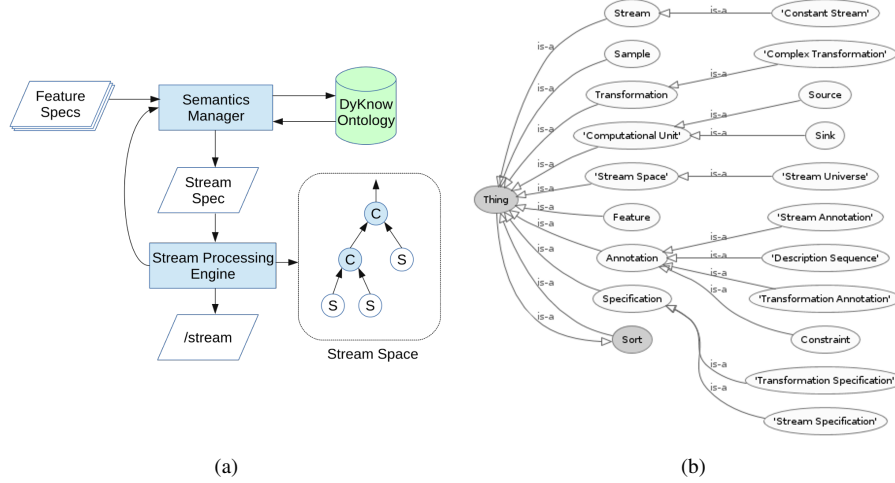 Feature
Specs
Semantics
Manager
DyKnow
Ontology
Stream
Spec
Stream Processing
Engine
/stream
C
C
S
S
S
Stream Space
(a)
Stream
is-a
'Constant Stream'
is-a
Sample
'Complex Transformation'
is-a
is-a
Transformation
Source
is-a
is-a
'Computational Unit'
is-a
Sink
is-a
'Stream Space'
is-a
'Stream Universe'
is-a
Thing
is-a
Feature
'Stream Annotation'
is-a
is-a
Annotation
is-a
'Description Sequence'
is-a
is-a
Specification
'Transformation Annotation'
is-a
is-a
Sort
Constraint
is-a
'Transformation Specification'
is-a
'Stream Specification'
(b)